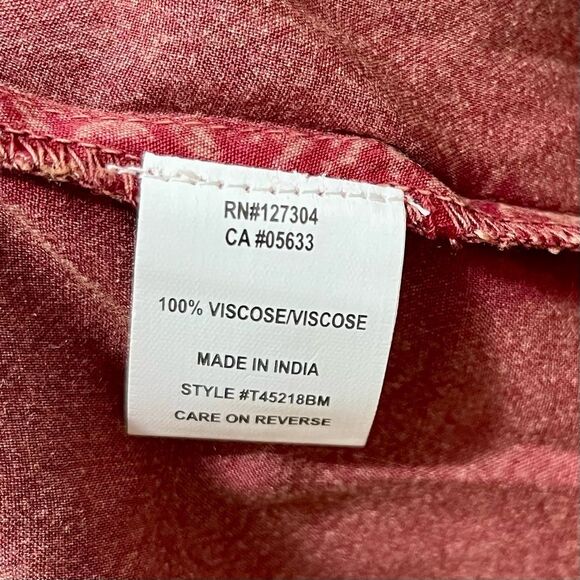 RN#127304
CA #05633
100% VISCOSE/VISCOSE
MADE IN INDIA
STYLE #T45218BM
CARE ON REVERSE